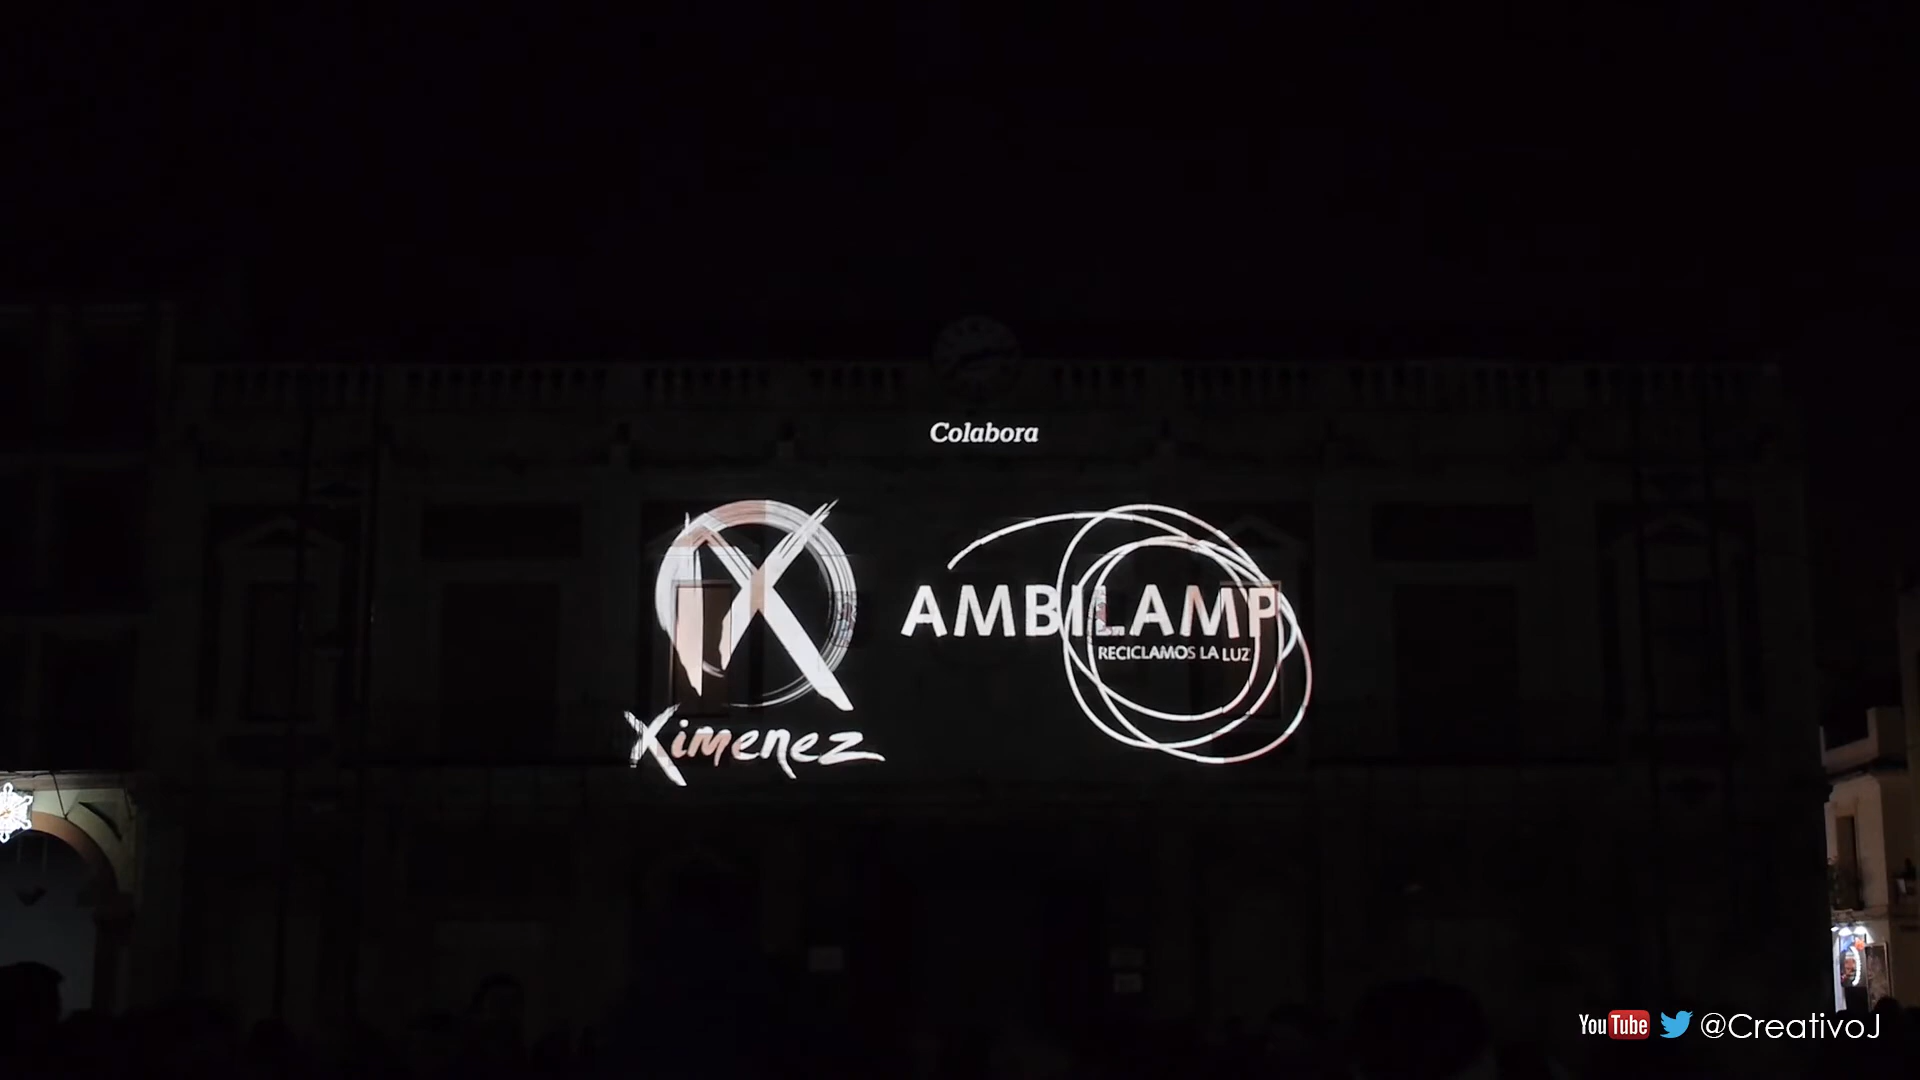 Colabora
Ximenez
AMBILAMP
RECICLAMOS LA LUZ
YouTube @CreativoJ